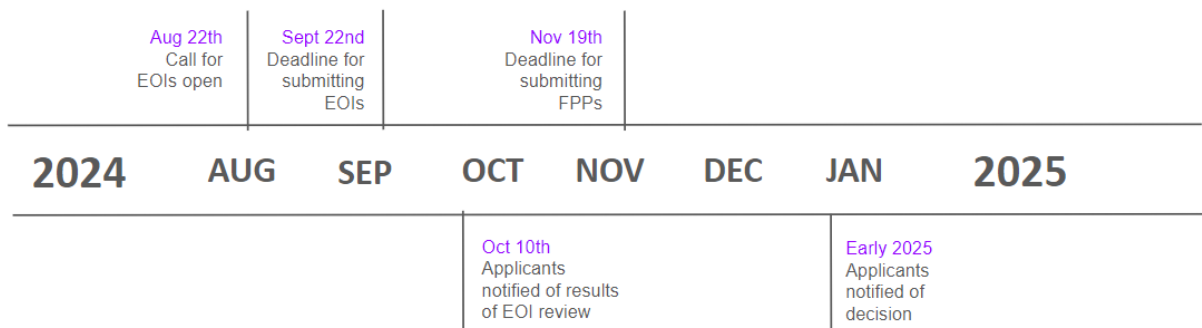 Aug 22th
Call for
EOIs open
Sept 22nd
Deadline for
submitting
EOIs
Nov 19th
Deadline for
submitting
FPPs
2024 AUG SEP OCT NOV DEC JAN 2025
Oct 10th
Applicants
notified of results
of EOI review
Early 2025
Applicants
notified of
decision